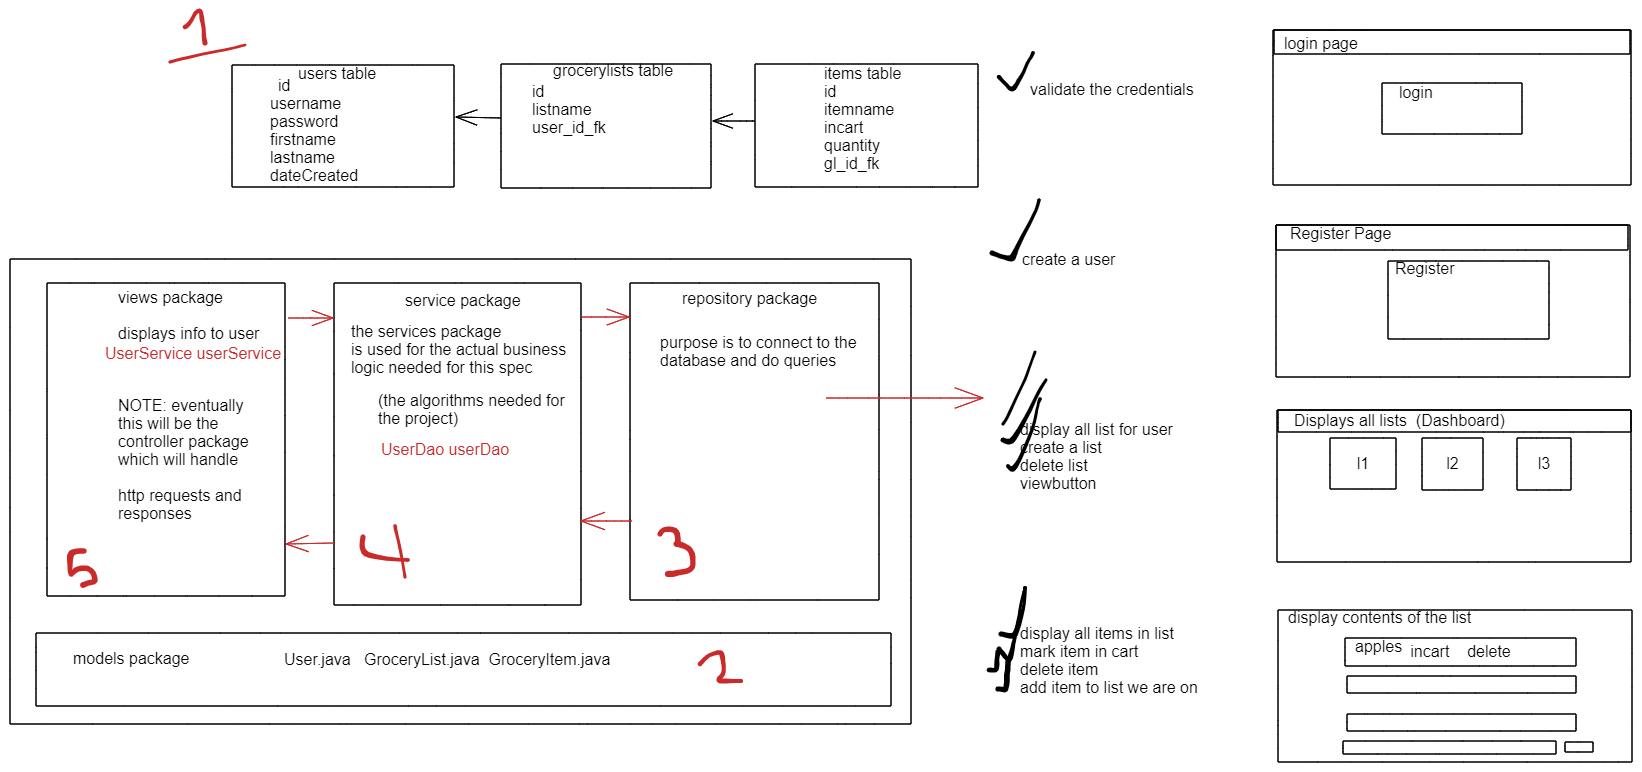 1
users table
id
username
password
firstname
lastname
dateCreated
grocerylists table
id
listname
user_id_fk
items table
id
itemname
incart
quantity
gl_id_fk
validate the credentials
create a user
display all list for user
create a list
delete list
viewbutton
display all items in list
mark item in cart
delete item
add item to list we are on
login page
login
Register Page
Register
Displays all lists (Dashboard)
l1 l2 l3
display contents of the list
apples incart delete
views package
displays info to user
UserService userService
NOTE: eventually
this will be the
controller package
which will handle
http requests and
responses
5
service package
the services package
is used for the actual business
logic needed for this spec
(the algorithms needed for
the project)
UserDao userDao
4
repository package
purpose is to connect to the
database and do queries
3
models package User.java GroceryList.java GroceryItem.java
2